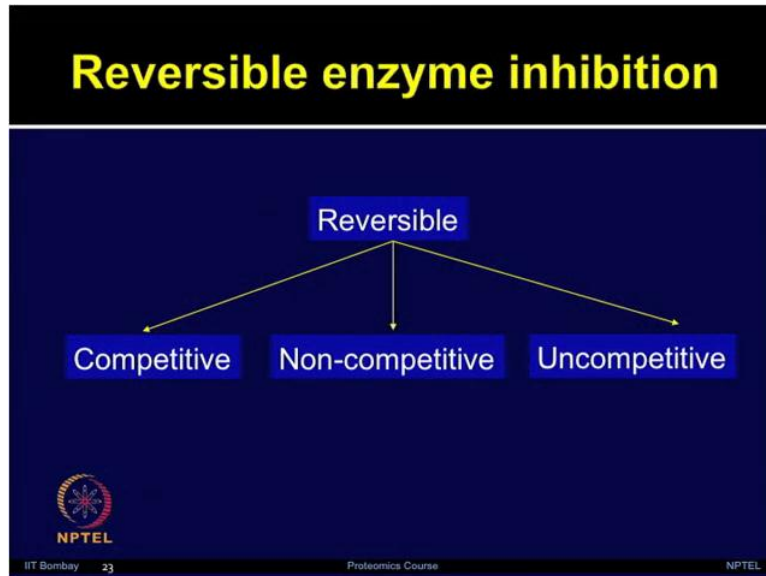 Reversible enzyme inhibition
Reversible
Competitive Non-competitive Uncompetitive
NPTEL
IIT Bombay 23 Proteomics Course NPTEL